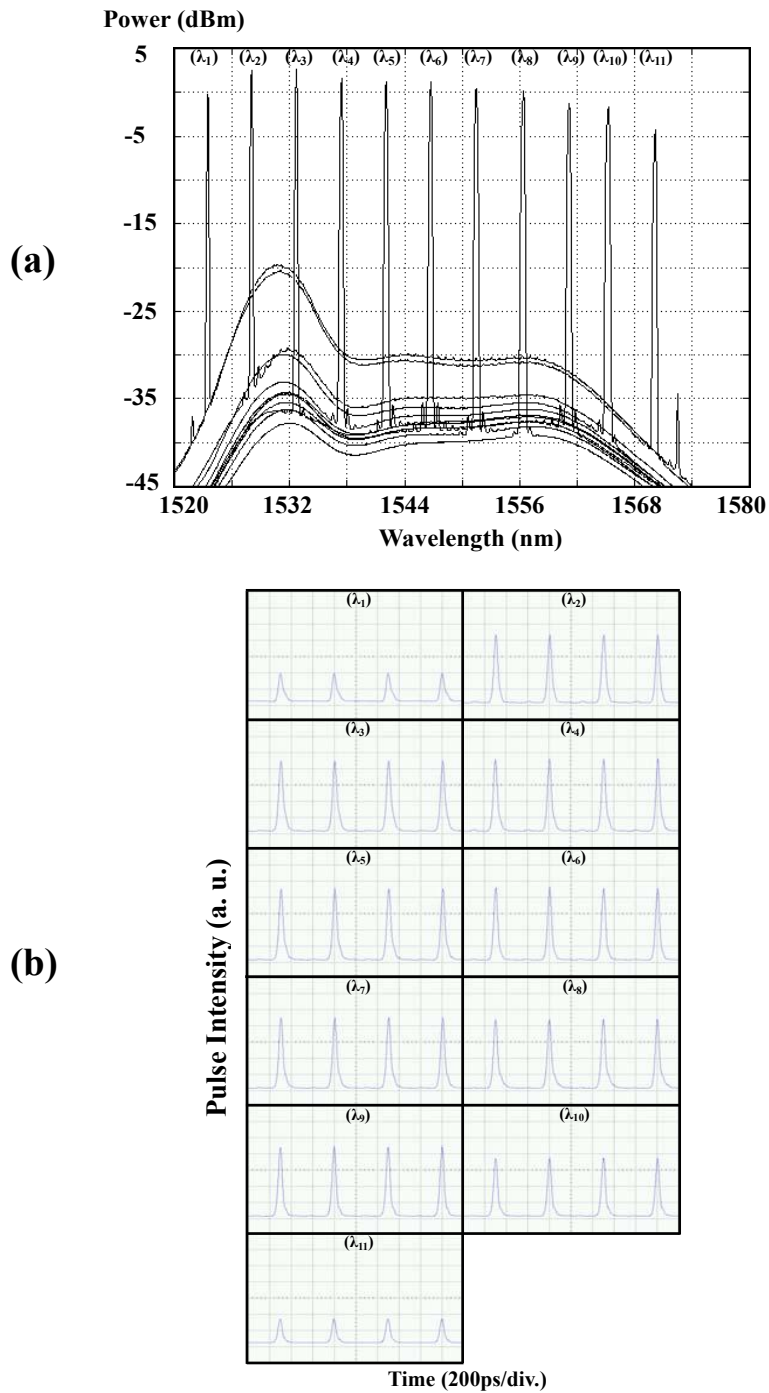 Power (dBm)
(λ₁) (λ₂) (λ₃) (λ₄) (λ₅) (λ₆) (λ₇) (λ₈) (λ₉) (λ₁₀) (λ₁₁)
5
-5
-15
-25
-35
-45
(a)
1520 1532 1544 1556 1568 1580
Wavelength (nm)
(b)
Pulse Intensity (a. u.)
(λ₁) (λ₂)
(λ₃) (λ₄)
(λ₅) (λ₆)
(λ₇) (λ₈)
(λ₉) (λ₁₀)
(λ₁₁)
Time (200ps/div.)